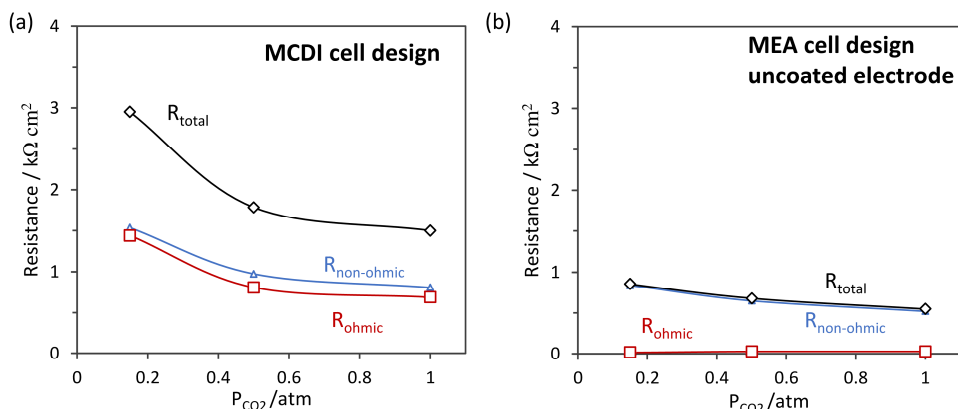 (a)
MCDI cell design
Resistance / kΩ cm²
4
3
2
1
0
R_total
R_non-ohmic
R_ohmic
0 0.2 0.4 0.6 0.8 1
P_CO2 /atm
(b)
MEA cell design
uncoated electrode
Resistance / kΩ cm²
4
3
2
1
0
R_total
R_non-ohmic
R_ohmic
0 0.2 0.4 0.6 0.8 1
P_CO2 /atm